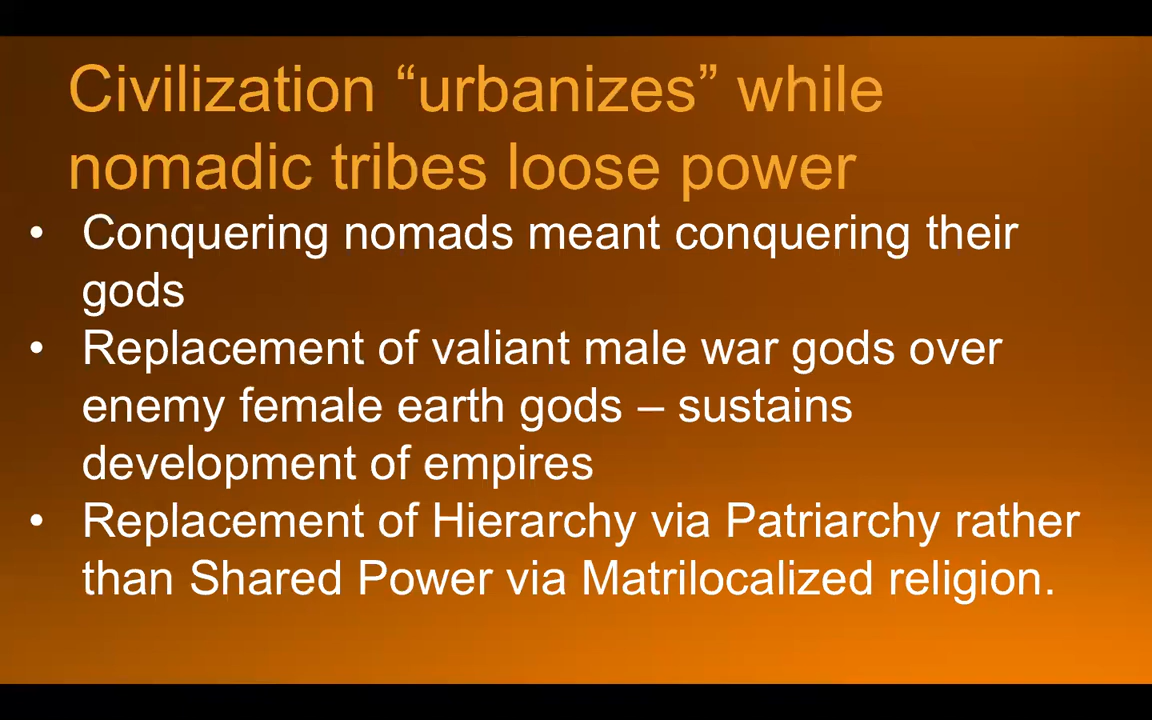 Civilization “urbanizes” while
nomadic tribes loose power
• Conquering nomads meant conquering their
gods
• Replacement of valiant male war gods over
enemy female earth gods – sustains
development of empires
• Replacement of Hierarchy via Patriarchy rather
than Shared Power via Matrilocalized religion.